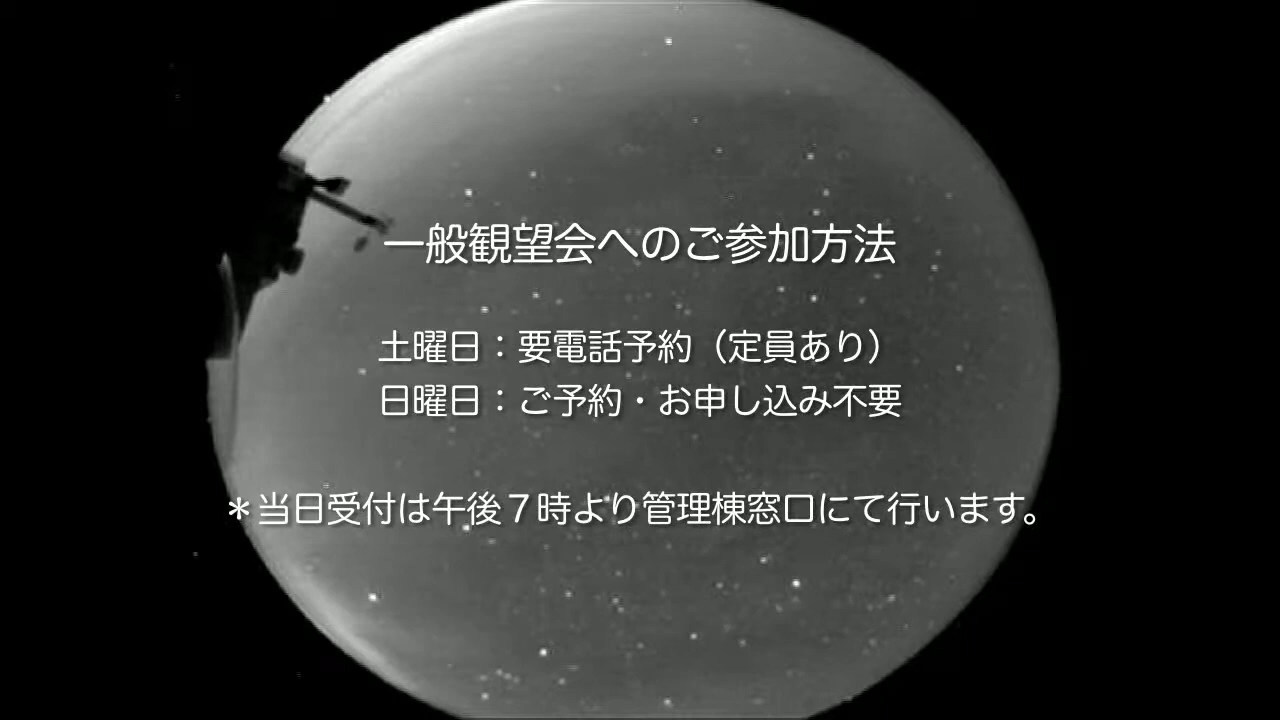 一般観望会へのご参加方法
土曜日：要電話予約（定員あり）
日曜日：ご予約・お申し込み不要
＊当日受付は午後７時より管理棟窓口にて行います。